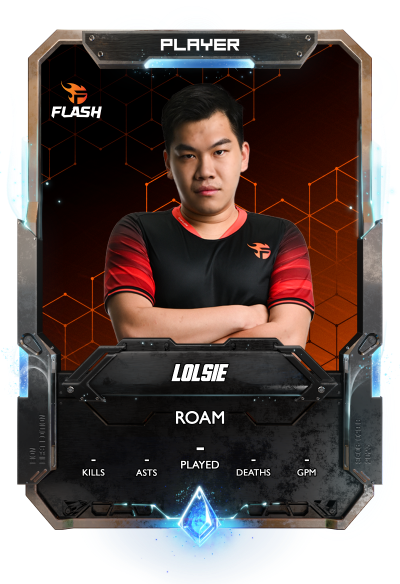 PLAYER
FLASH
LOLSIE
ROAM
- - - - -
KILLS ASTS PLAYED DEATHS GPM